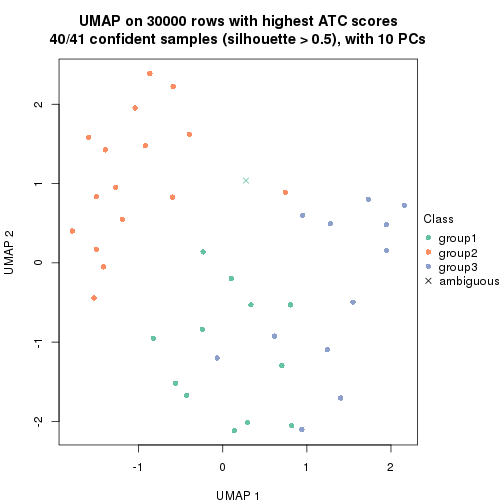 UMAP on 30000 rows with highest ATC scores
40/41 confident samples (silhouette > 0.5), with 10 PCs
2
1
0
-1
-2
UMAP 2
-1
0
1
2
UMAP 1
Class
group1
group2
group3
ambiguous